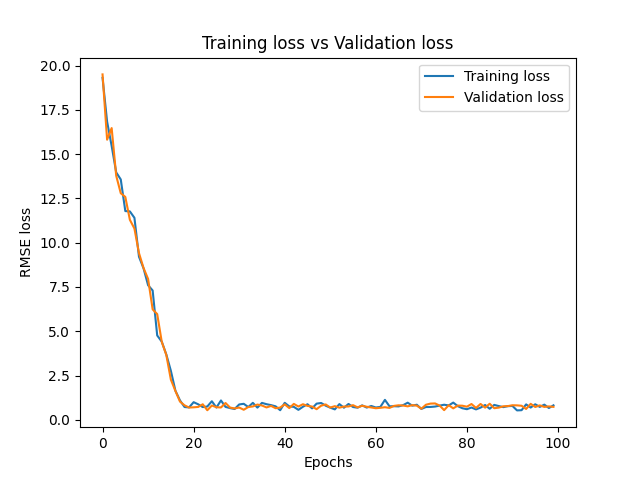 Training loss vs Validation loss
Training loss
Validation loss
RMSE loss
20.0
17.5
15.0
12.5
10.0
7.5
5.0
2.5
0.0
0 20 40 60 80 100
Epochs